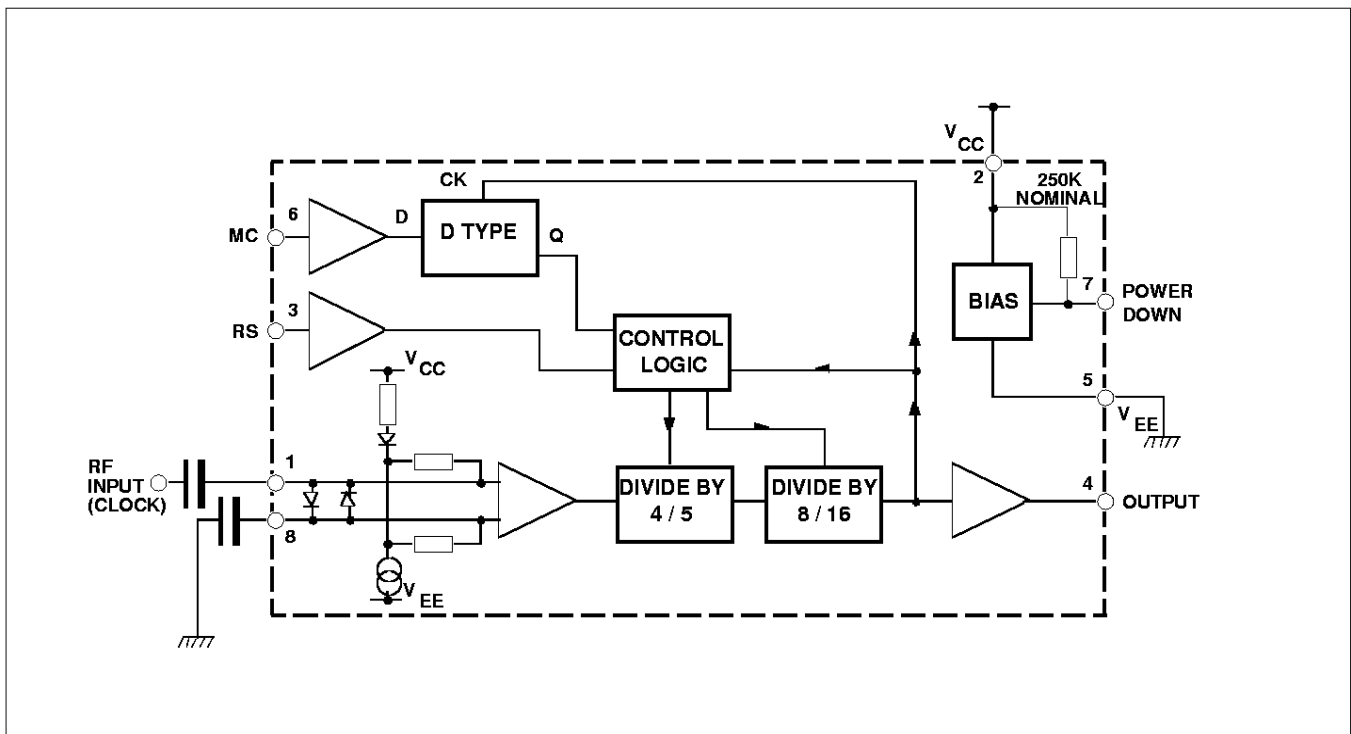 V CC
2
250K
NOMINAL
CK
6
MC
D
D TYPE
Q
7
POWER
DOWN
BIAS
3
RS
CONTROL
LOGIC
V CC
5
V EE
RF
INPUT
(CLOCK)
1
8
DIVIDE BY
4 / 5
DIVIDE BY
8 / 16
4
OUTPUT
V EE